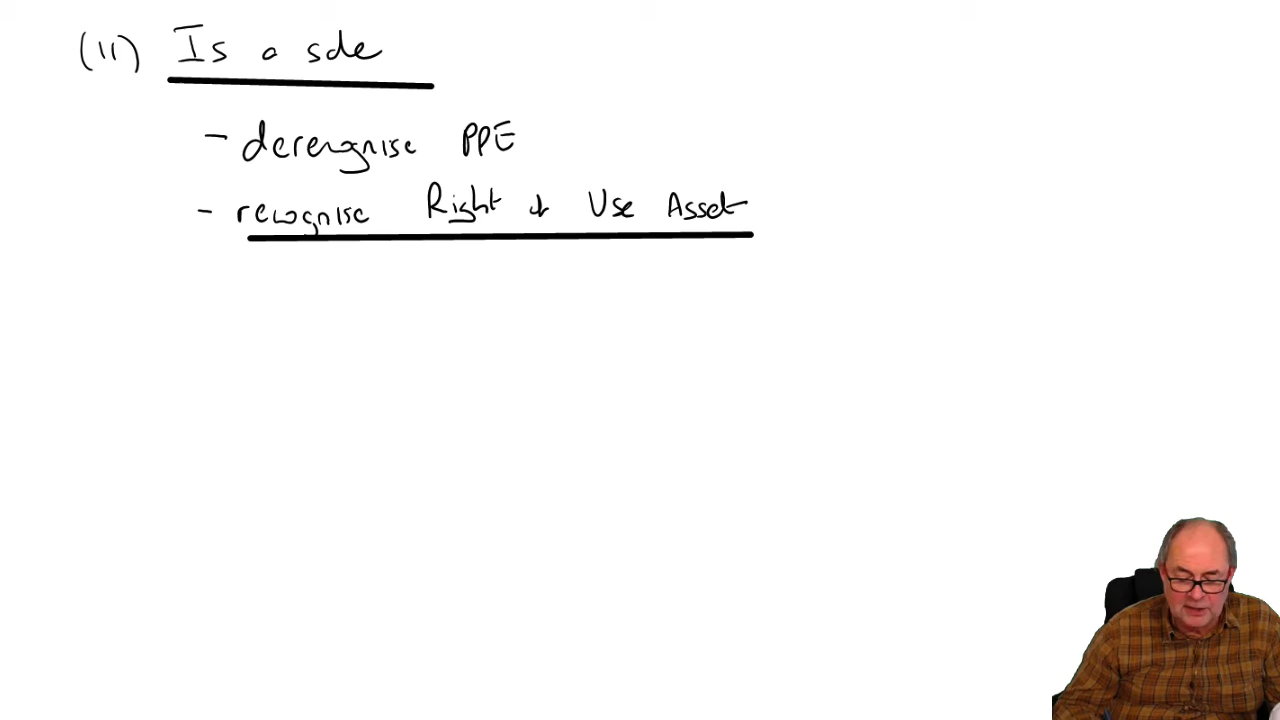 (ii) Is a sale
- derecognise PPE
- recognise Right of Use Asset